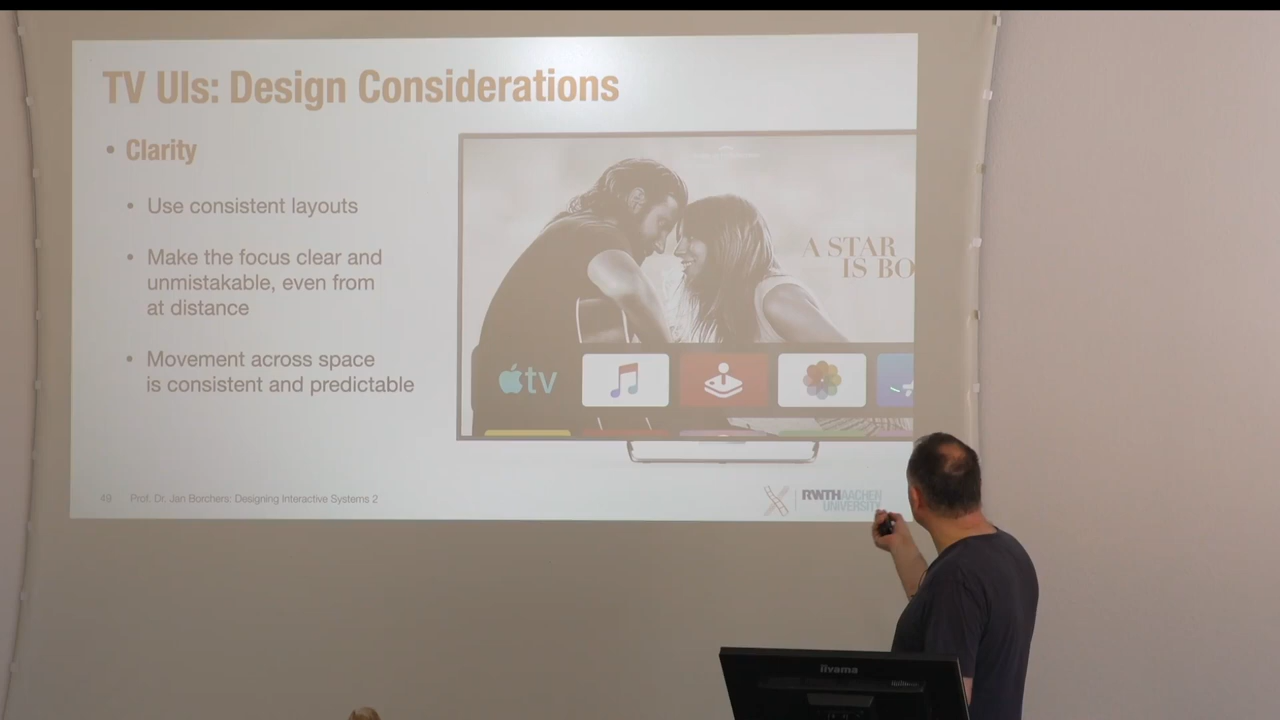 TV UIs: Design Considerations
• Clarity
• Use consistent layouts
• Make the focus clear and
unmistakable, even from
at distance
• Movement across space
is consistent and predictable
A STAR
IS BO
tv
49 Prof. Dr. Jan Borchers: Designing Interactive Systems 2
RWTH AACHEN
UNIVERSITY
iiyama